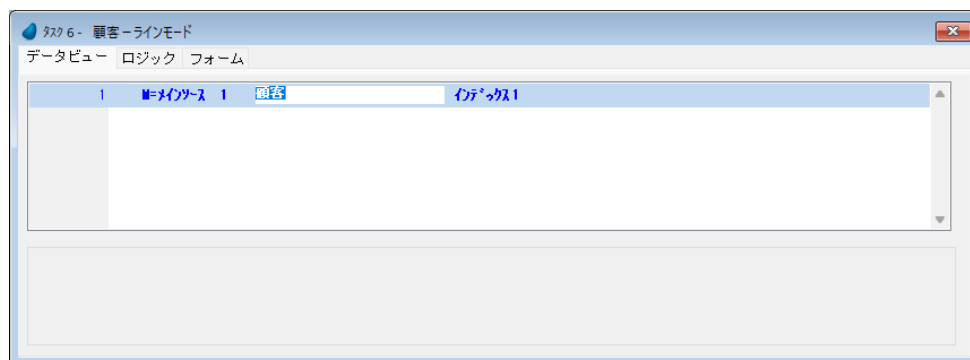 ﾀｽｸ 6 - 顧客－ラインモード
データビュー ロジック フォーム
1 M=ﾒｲﾝｿｰｽ 1 顧客 ｲﾝﾃﾞｯｸｽ 1